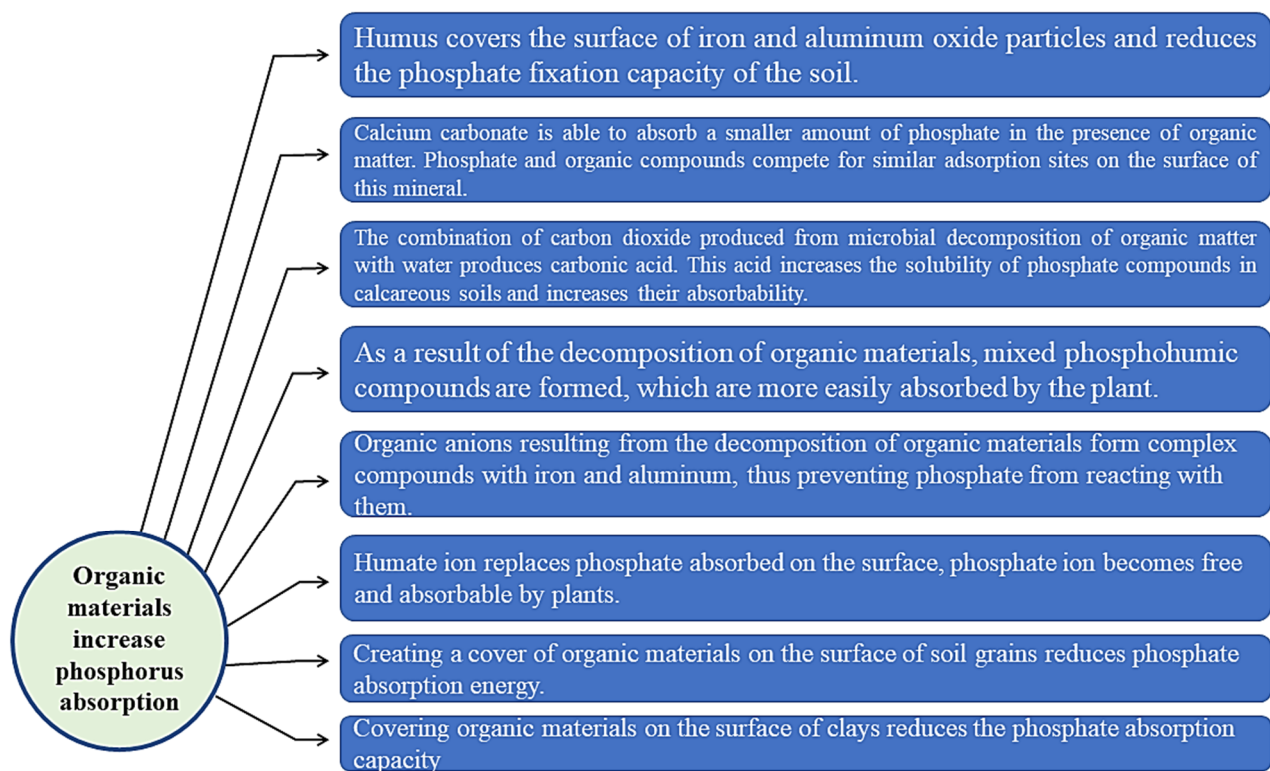 Humus covers the surface of iron and aluminum oxide particles and reduces
the phosphate fixation capacity of the soil.
Calcium carbonate is able to absorb a smaller amount of phosphate in the presence of organic
matter. Phosphate and organic compounds compete for similar adsorption sites on the surface of
this mineral.
The combination of carbon dioxide produced from microbial decomposition of organic matter
with water produces carbonic acid. This acid increases the solubility of phosphate compounds in
calcareous soils and increases their absorbability.
As a result of the decomposition of organic materials, mixed phosphohumic
compounds are formed, which are more easily absorbed by the plant.
Organic anions resulting from the decomposition of organic materials form complex
compounds with iron and aluminum, thus preventing phosphate from reacting with
them.
Humate ion replaces phosphate absorbed on the surface, phosphate ion becomes free
and absorbable by plants.
Creating a cover of organic materials on the surface of soil grains reduces phosphate
absorption energy.
Covering organic materials on the surface of clays reduces the phosphate absorption
capacity
Organic
materials
increase
phosphorus
absorption